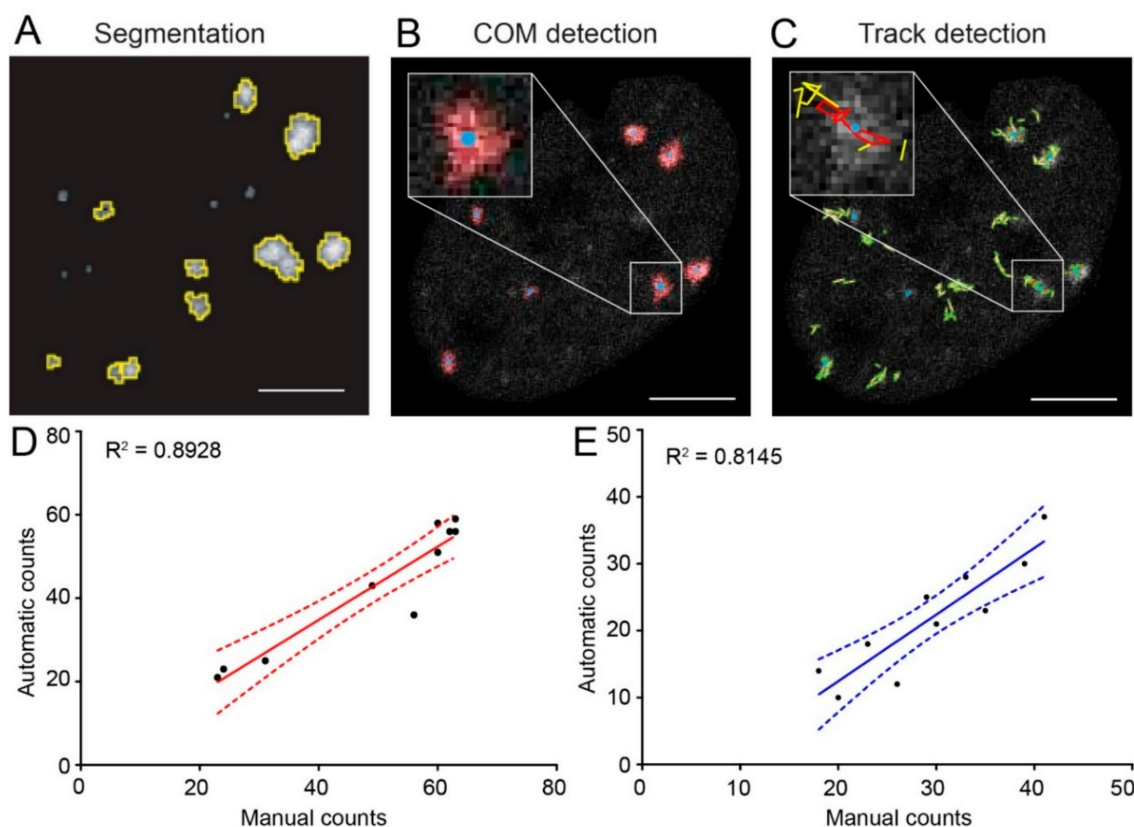 A Segmentation
B COM detection
C Track detection
D
R² = 0.8928
Automatic counts
80
60
40
20
0
0 20 40 60 80
Manual counts
E
R² = 0.8145
Automatic counts
50
40
30
20
10
0
0 10 20 30 40 50
Manual counts